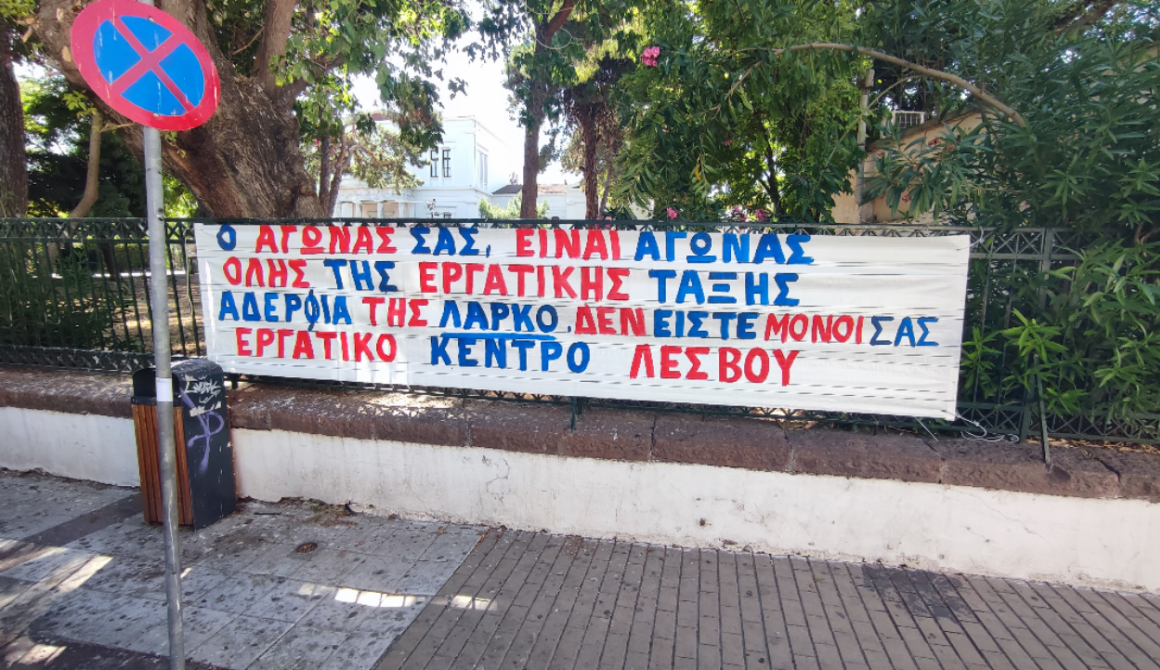 Ο ΑΓΩΝΑΣ ΣΑΣ, ΕΙΝΑΙ ΑΓΩΝΑΣ
ΟΛΗΣ ΤΗΣ ΕΡΓΑΤΙΚΗΣ ΤΑΞΗΣ
ΑΔΕΡΦΙΑ ΤΗΣ ΛΑΡΚΟ, ΔΕΝ ΕΙΣΤΕ ΜΟΝΟΙ ΣΑΣ
ΕΡΓΑΤΙΚΟ ΚΕΝΤΡΟ ΛΕΣΒΟΥ